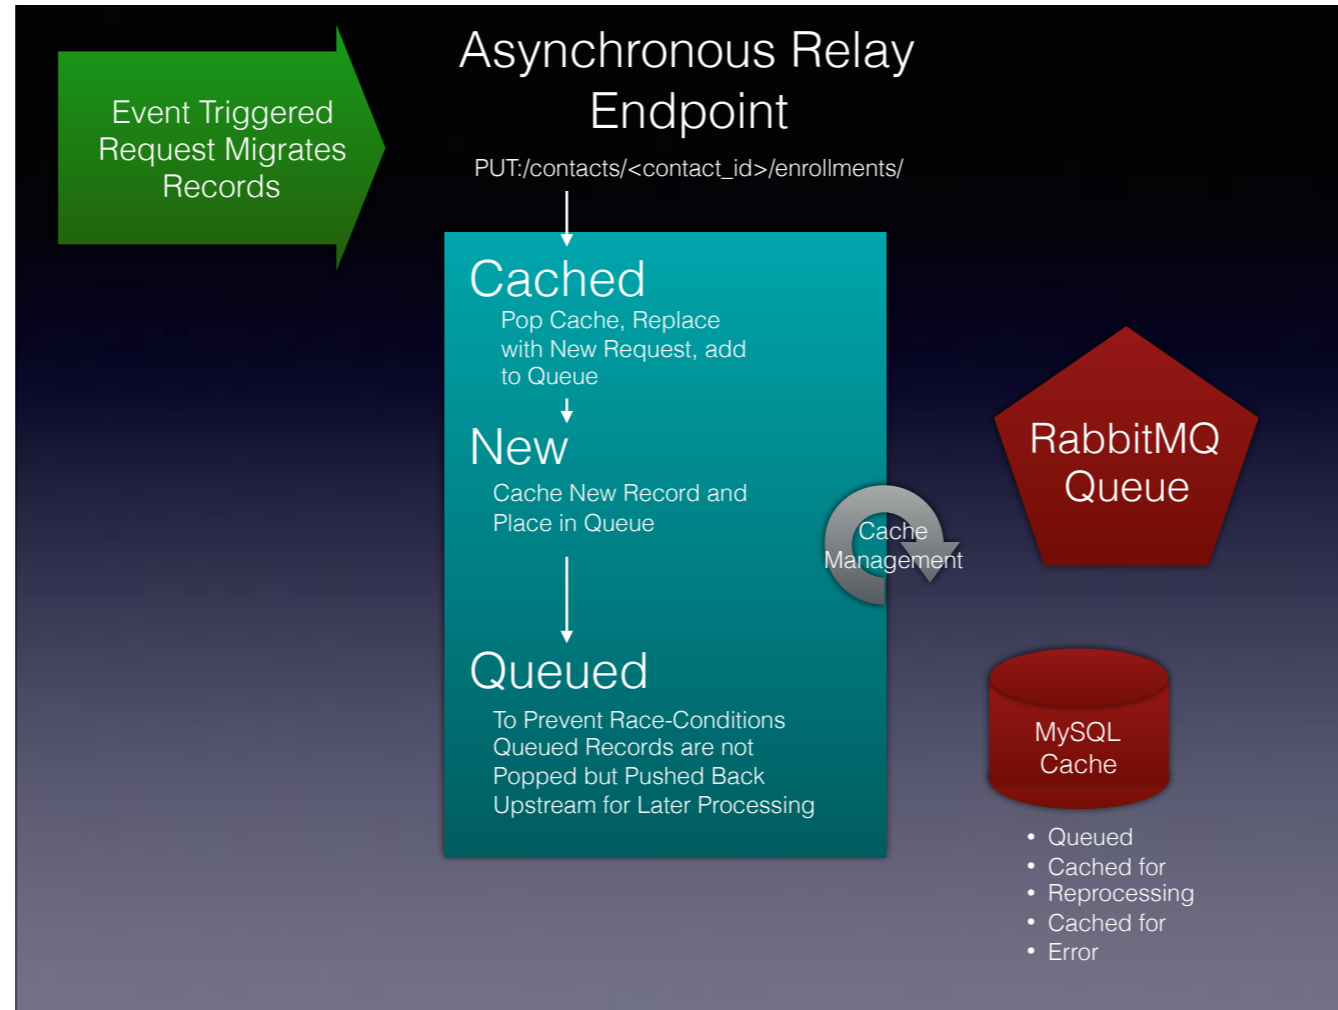 Asynchronous Relay
Endpoint
PUT:/contacts/<contact_id>/enrollments/
Event Triggered
Request Migrates
Records
Cached
Pop Cache, Replace
with New Request, add
to Queue
New
Cache New Record and
Place in Queue
Queued
To Prevent Race-Conditions
Queued Records are not
Popped but Pushed Back
Upstream for Later Processing
Cache
Management
RabbitMQ
Queue
MySQL
Cache
• Queued
• Cached for
• Reprocessing
• Cached for
• Error